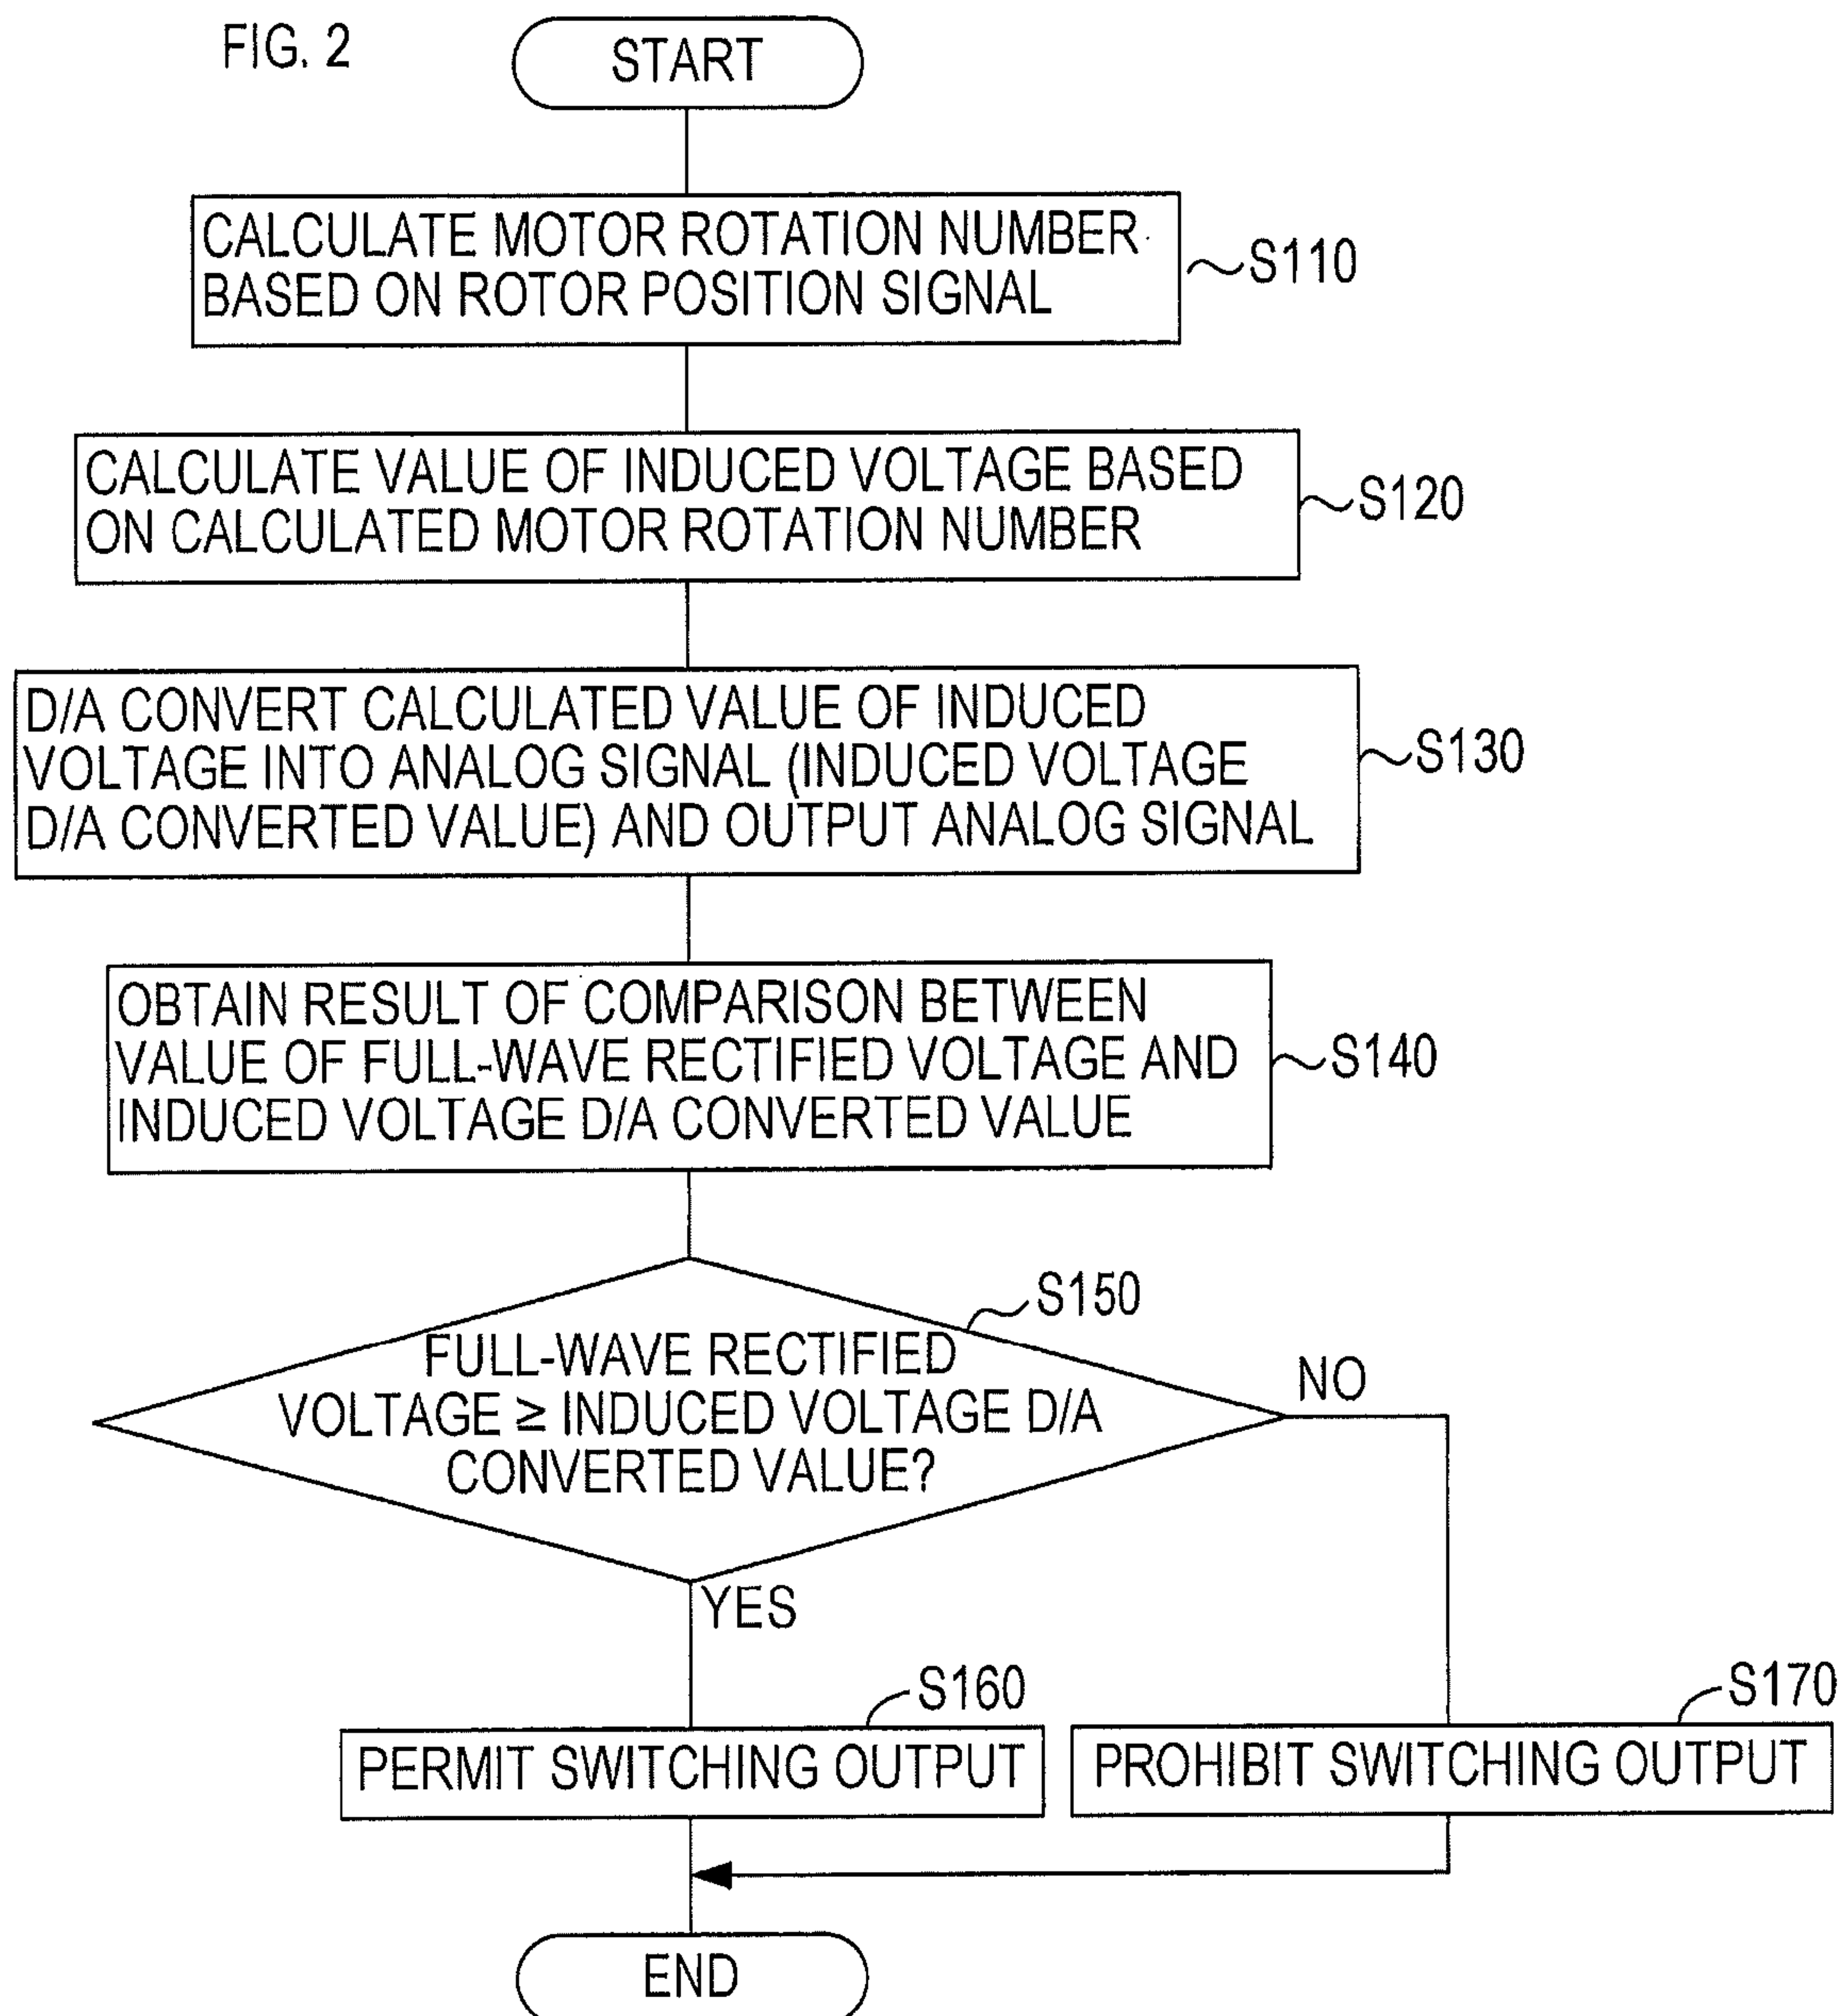 FIG. 2
START
CALCULATE MOTOR ROTATION NUMBER
BASED ON ROTOR POSITION SIGNAL
S110
CALCULATE VALUE OF INDUCED VOLTAGE BASED
ON CALCULATED MOTOR ROTATION NUMBER
S120
D/A CONVERT CALCULATED VALUE OF INDUCED
VOLTAGE INTO ANALOG SIGNAL (INDUCED VOLTAGE
D/A CONVERTED VALUE) AND OUTPUT ANALOG SIGNAL
S130
OBTAIN RESULT OF COMPARISON BETWEEN
VALUE OF FULL-WAVE RECTIFIED VOLTAGE AND
INDUCED VOLTAGE D/A CONVERTED VALUE
S140
S150
FULL-WAVE RECTIFIED
VOLTAGE ≥ INDUCED VOLTAGE D/A
CONVERTED VALUE?
NO
YES
S160
PERMIT SWITCHING OUTPUT
S170
PROHIBIT SWITCHING OUTPUT
END